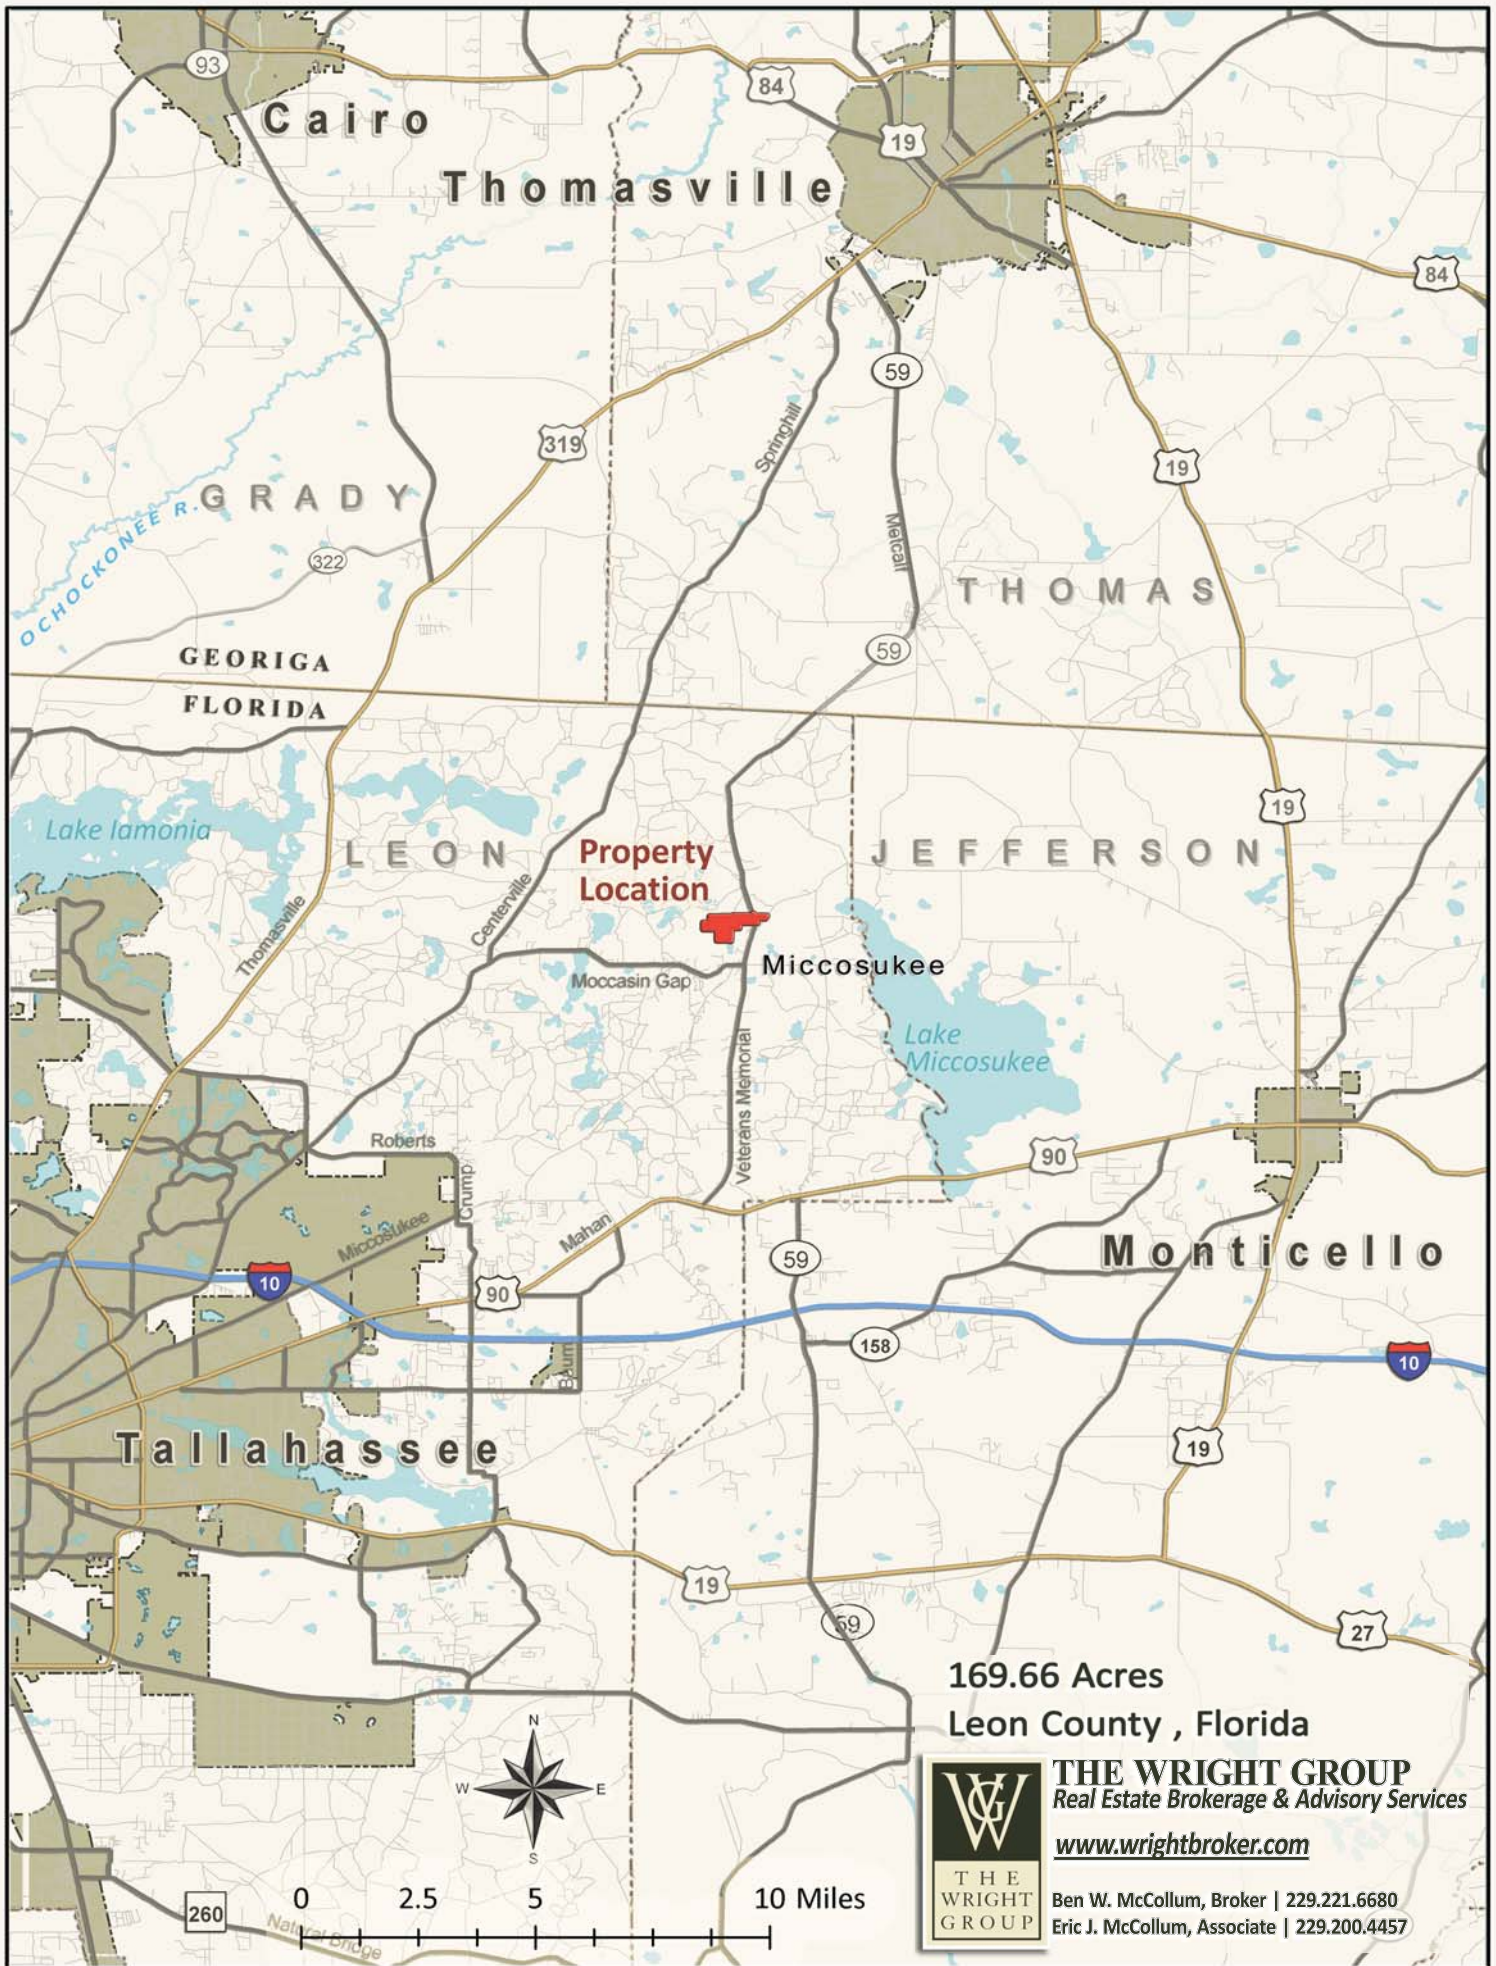 93
Cairo
84
19
Thomasville
84
59
319
Springhill
19
GRADY
OCHOCKONEE R.
Metcalf
322
THOMAS
59
GEORIGA
FLORIDA
19
Lake Iamonia
LEON
Property
Location
JEFFERSON
Centerville
Thomasville
Miccosukee
Moccasin Gap
Lake
Miccosukee
Veterans Memorial
Roberts
90
Crump
Miccosukee
Mahan
59
Monticello
10
90
158
10
Baum
Tallahassee
19
19
59
27
169.66 Acres
Leon County , Florida
N
W
E
S
THE WRIGHT GROUP
Real Estate Brokerage & Advisory Services
www.wrightbroker.com
WG
THE
WRIGHT
GROUP
Ben W. McCollum, Broker | 229.221.6680
Eric J. McCollum, Associate | 229.200.4457
0 2.5 5 10 Miles
260
Natural Bridge